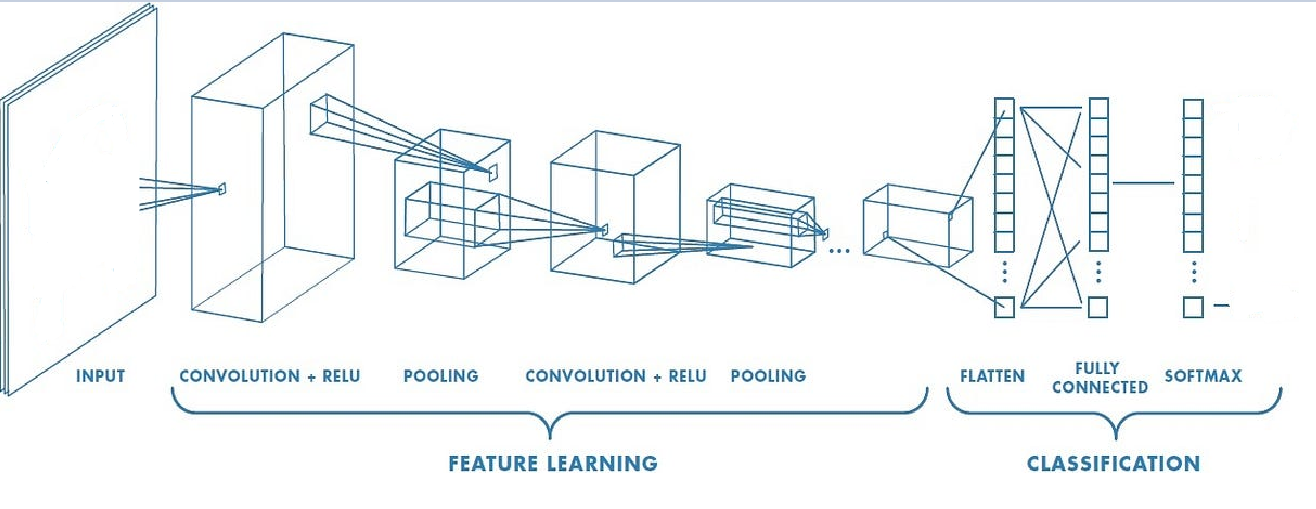 INPUT
CONVOLUTION + RELU
POOLING
CONVOLUTION + RELU
POOLING
...
FLATTEN
FULLY
CONNECTED
SOFTMAX
FEATURE LEARNING
CLASSIFICATION